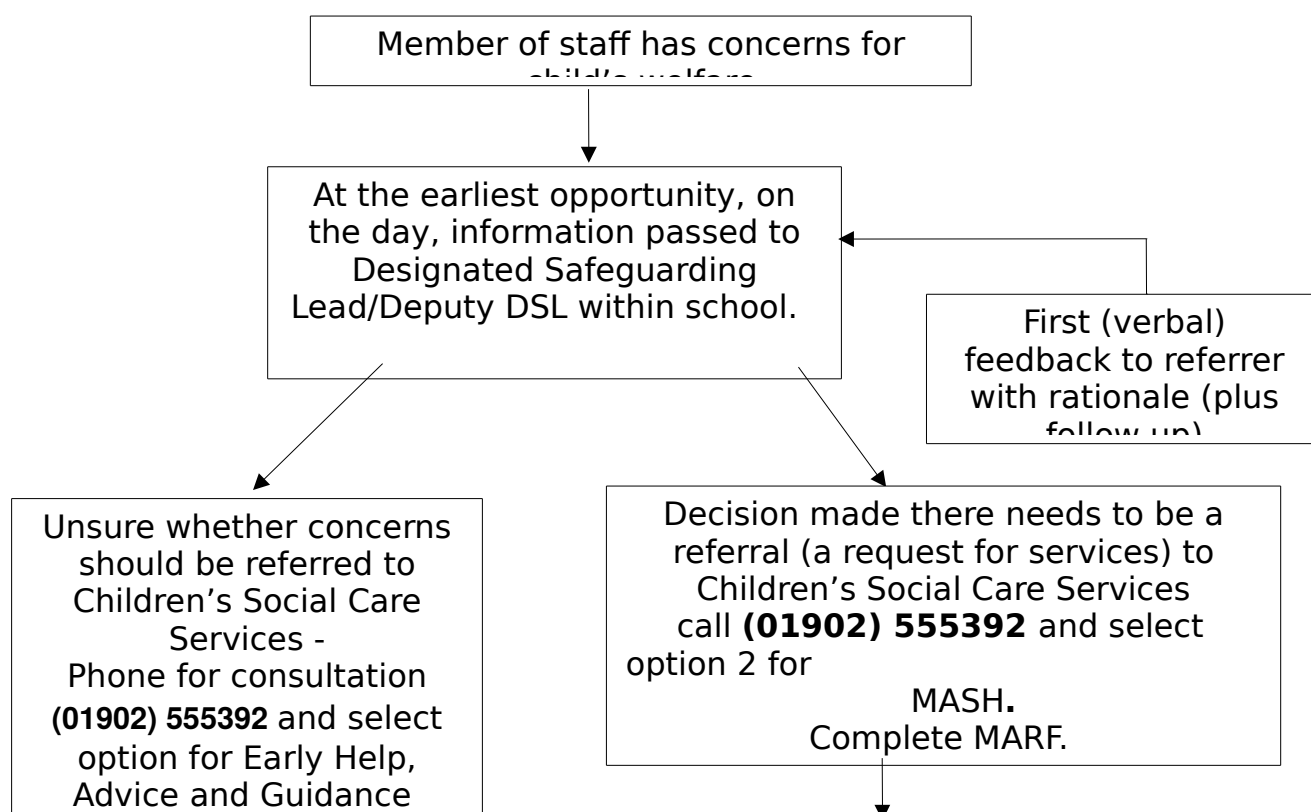 Member of staff has concerns for
child's welfare
At the earliest opportunity, on
the day, information passed to
Designated Safeguarding
Lead/Deputy DSL within school.
First (verbal)
feedback to referrer
with rationale (plus
follow up)
Unsure whether concerns
should be referred to
Children’s Social Care
Services -
Phone for consultation
(01902) 555392 and select
option for Early Help,
Advice and Guidance
Decision made there needs to be a
referral (a request for services) to
Children’s Social Care Services
call (01902) 555392 and select
option 2 for
MASH.
Complete MARF.